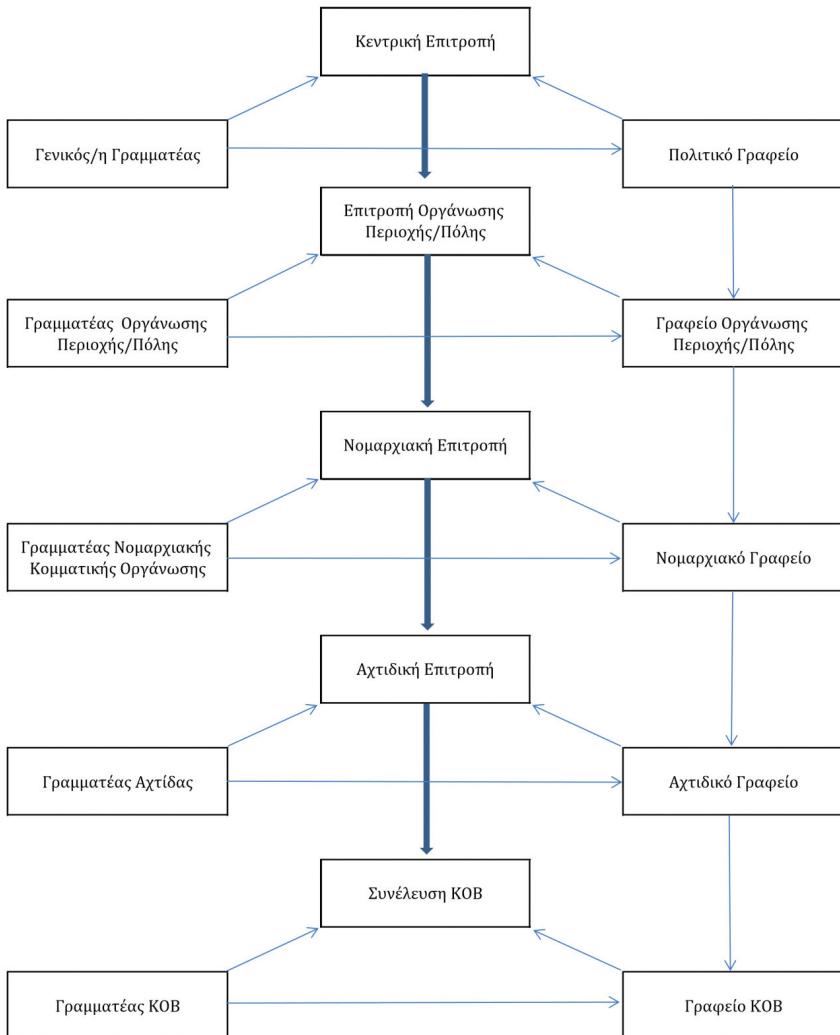 Κεντρική Επιτροπή
Γενικός/η Γραμματέας
Πολιτικό Γραφείο
Επιτροπή Οργάνωσης
Περιοχής/Πόλης
Γραμματέας Οργάνωσης
Περιοχής/Πόλης
Γραφείο Οργάνωσης
Περιοχής/Πόλης
Νομαρχιακή Επιτροπή
Γραμματέας Νομαρχιακής
Κομματικής Οργάνωσης
Νομαρχιακό Γραφείο
Αχτιδική Επιτροπή
Γραμματέας Αχτίδας
Αχτιδικό Γραφείο
Συνέλευση ΚΟΒ
Γραμματέας ΚΟΒ
Γραφείο ΚΟΒ